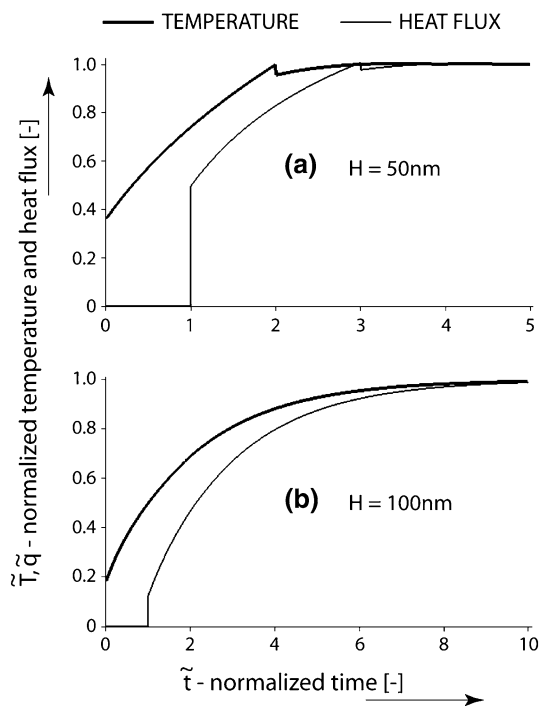 TEMPERATURE HEAT FLUX
T̃,q̃ - normalized temperature and heat flux [-]
1.0
0.8
0.6
0.4
0.2
0
(a) H = 50nm
0 1 2 3 4 5
1.0
0.8
0.6
0.4
0.2
0
(b) H = 100nm
0 2 4 6 8 10
t̃ - normalized time [-]